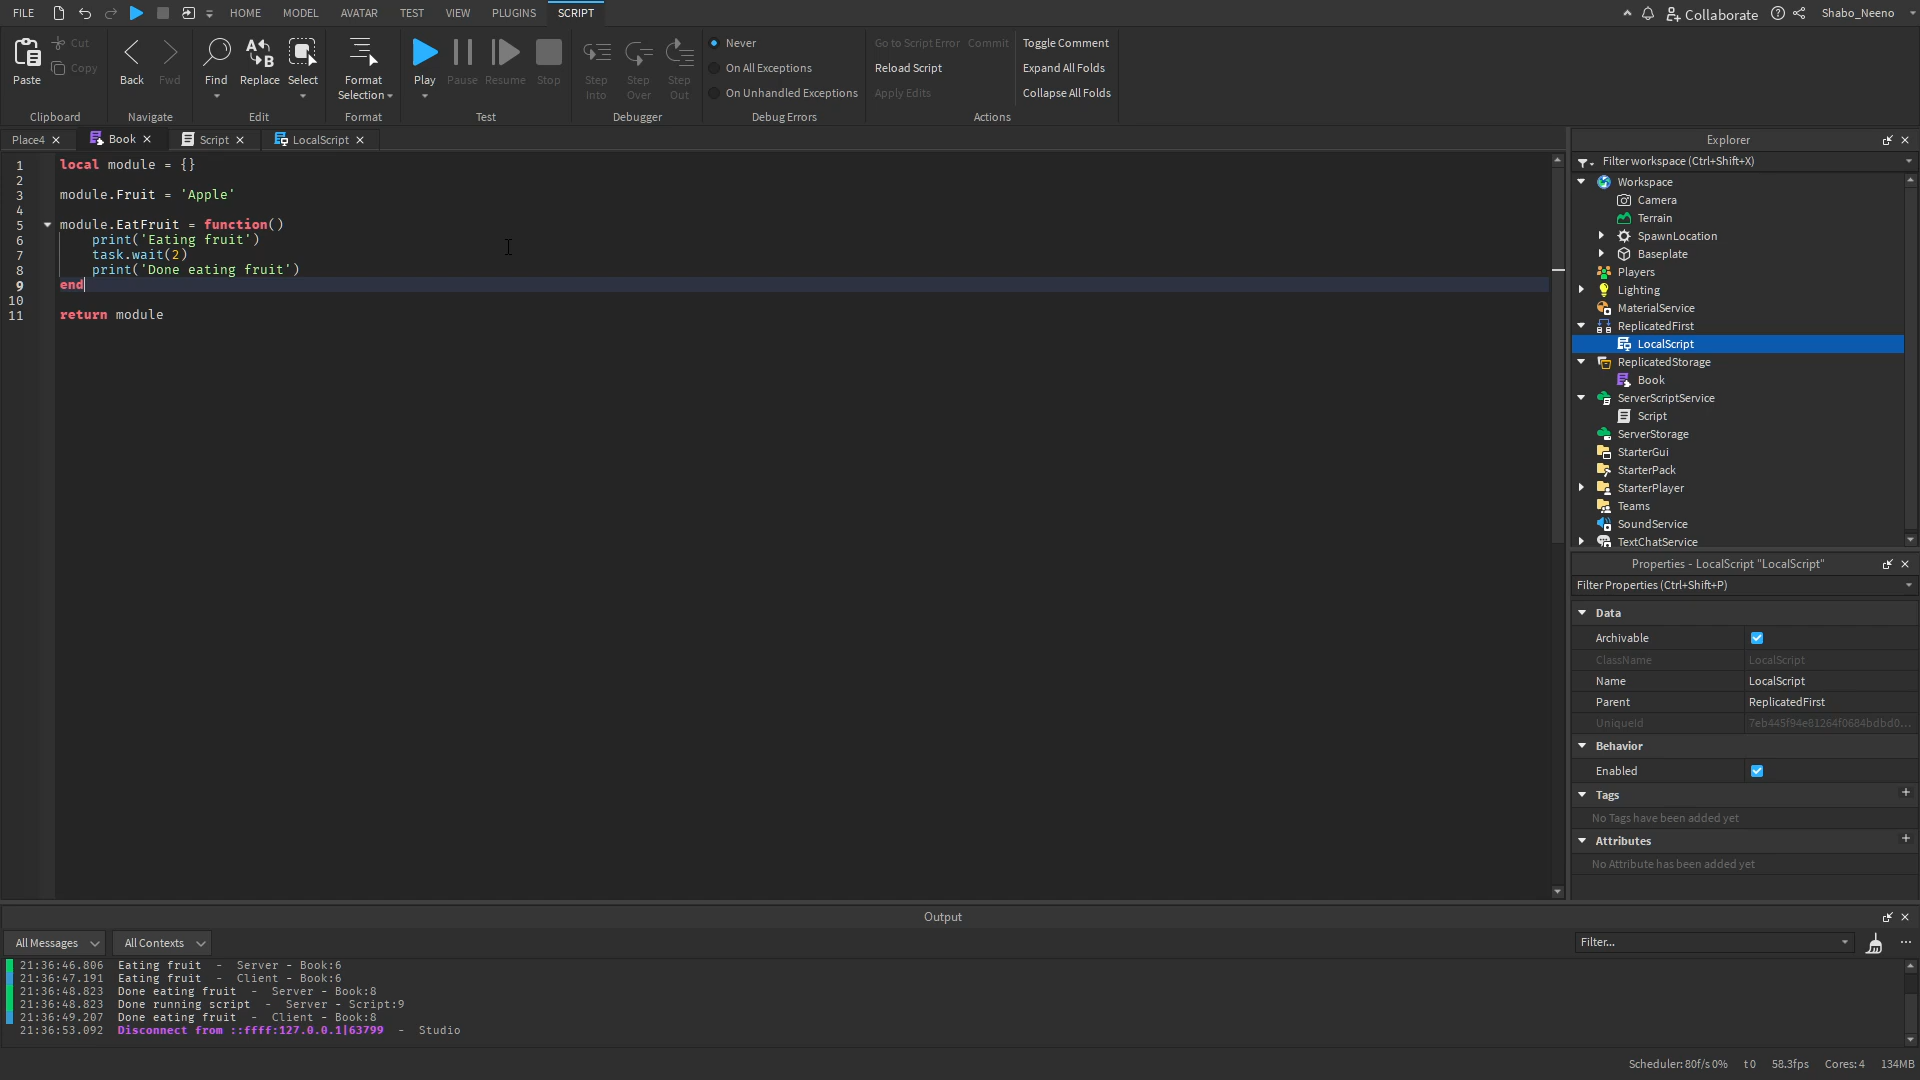 FILE HOME MODEL AVATAR TEST VIEW PLUGINS SCRIPT Collaborate Shabo_Neeno
Paste Cut Copy
Clipboard
Back Fwd
Navigate
Find Replace Select
Edit
Format Selection
Format
Play Pause Resume Stop
Test
Step Into Step Over Step Out
Debugger
Never
On All Exceptions
On Unhandled Exceptions
Debug Errors
Go to Script Error Commit
Reload Script
Apply Edits
Toggle Comment
Expand All Folds
Collapse All Folds
Actions
Place4 Book Script LocalScript
1 local module = {}
2
3 module.Fruit = 'Apple'
4
5 module.EatFruit = function()
6 print('Eating fruit')
7 task.wait(2)
8 print('Done eating fruit')
9 end
10
11 return module
Explorer
Filter workspace (Ctrl+Shift+X)
Workspace
Camera
Terrain
SpawnLocation
Baseplate
Players
Lighting
MaterialService
ReplicatedFirst
LocalScript
ReplicatedStorage
Book
ServerScriptService
Script
ServerStorage
StarterGui
StarterPack
StarterPlayer
Teams
SoundService
TextChatService
Properties - LocalScript "LocalScript"
Filter Properties (Ctrl+Shift+P)
Data
Archivable
ClassName LocalScript
Name LocalScript
Parent ReplicatedFirst
UniqueId 7eb445f94e81264f0684bdbd0...
Behavior
Enabled
Tags
No Tags have been added yet
Attributes
No Attribute has been added yet
Output
All Messages All Contexts Filter...
21:36:46.806 Eating fruit - Server - Book:6
21:36:47.191 Eating fruit - Client - Book:6
21:36:48.823 Done eating fruit - Server - Book:8
21:36:48.823 Done running script - Server - Script:9
21:36:49.207 Done eating fruit - Client - Book:8
21:36:53.092 Disconnect from ::ffff:127.0.0.1|63799 - Studio
Scheduler: 80f/s 0% t 0 58.3fps Cores: 4 134MB